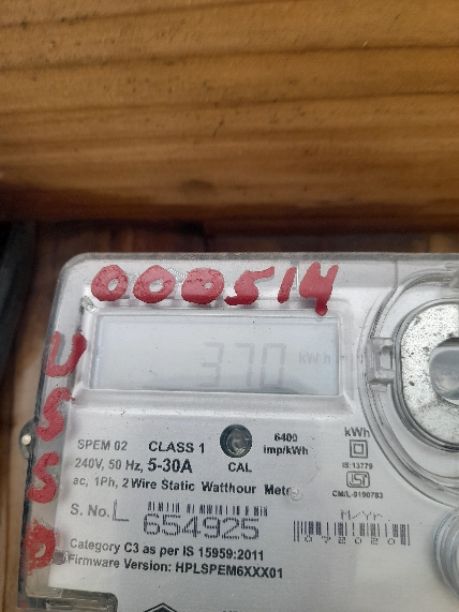 000514
370 kWh
USSD
SPEM 02 CLASS 1 6400 imp/kWh kWh
240V, 50 Hz, 5-30A CAL IS:13779
ac, 1Ph, 2 Wire Static Watthour Meter
CM/L-0190783
S. No. L 654925 M/Yr
072020
Category C3 as per IS 15959:2011
Firmware Version: HPLSPEM6XXX01